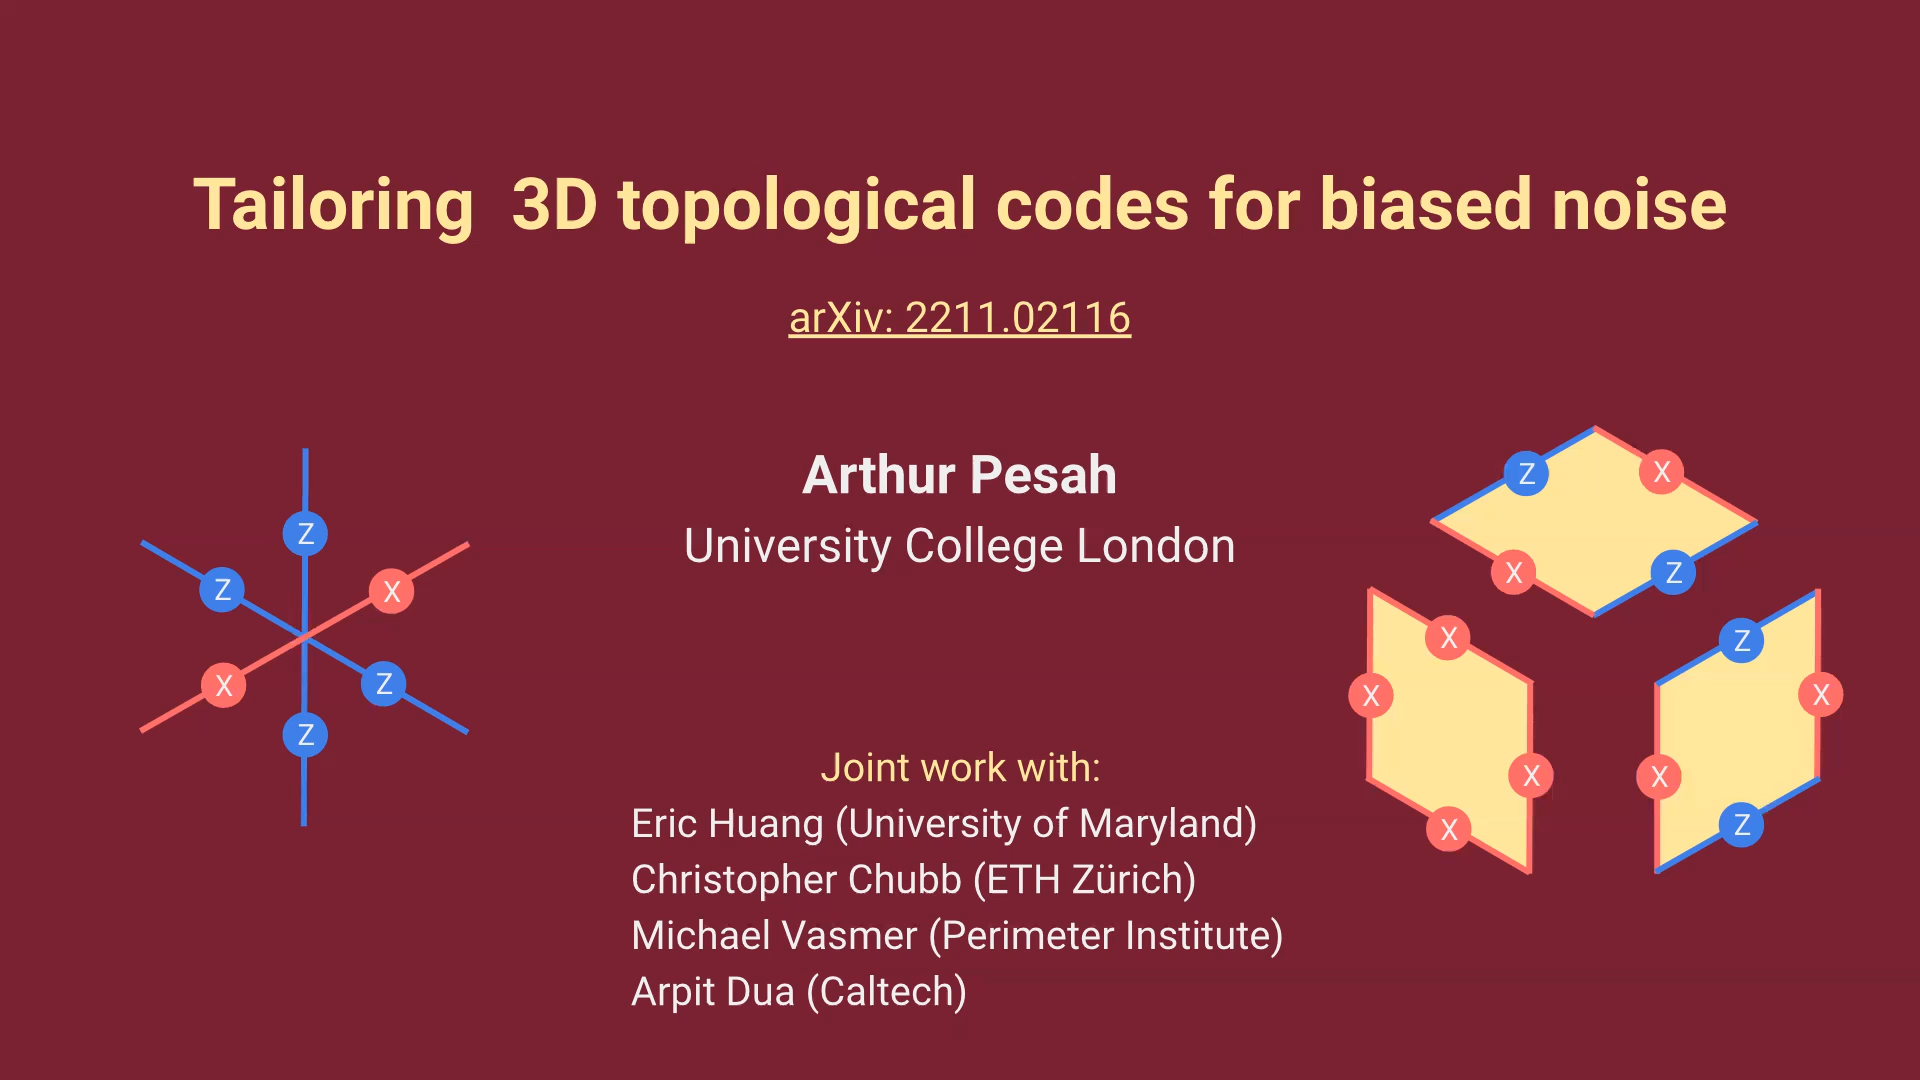 Tailoring  3D topological codes for biased noise
arXiv: 2211.02116
Arthur Pesah
University College London
Z
Z
X
X
Z
Z
Z
X
X
Z
X
X
X
X
Z
X
X
Z
Joint work with:
Eric Huang (University of Maryland)
Christopher Chubb (ETH Zürich)
Michael Vasmer (Perimeter Institute)
Arpit Dua (Caltech)